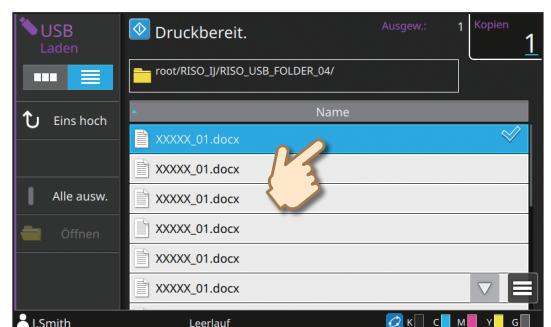 USB
Laden
Druckbereit.
Ausgew.: 1
Kopien
1
root/RISO_IJ/RISO_USB_FOLDER_04/
Eins hoch
Name
XXXXX_01.docx
XXXXX_01.docx
Alle ausw.
XXXXX_01.docx
Öffnen
XXXXX_01.docx
XXXXX_01.docx
XXXXX_01.docx
J.Smith
Leerlauf
K C M Y G